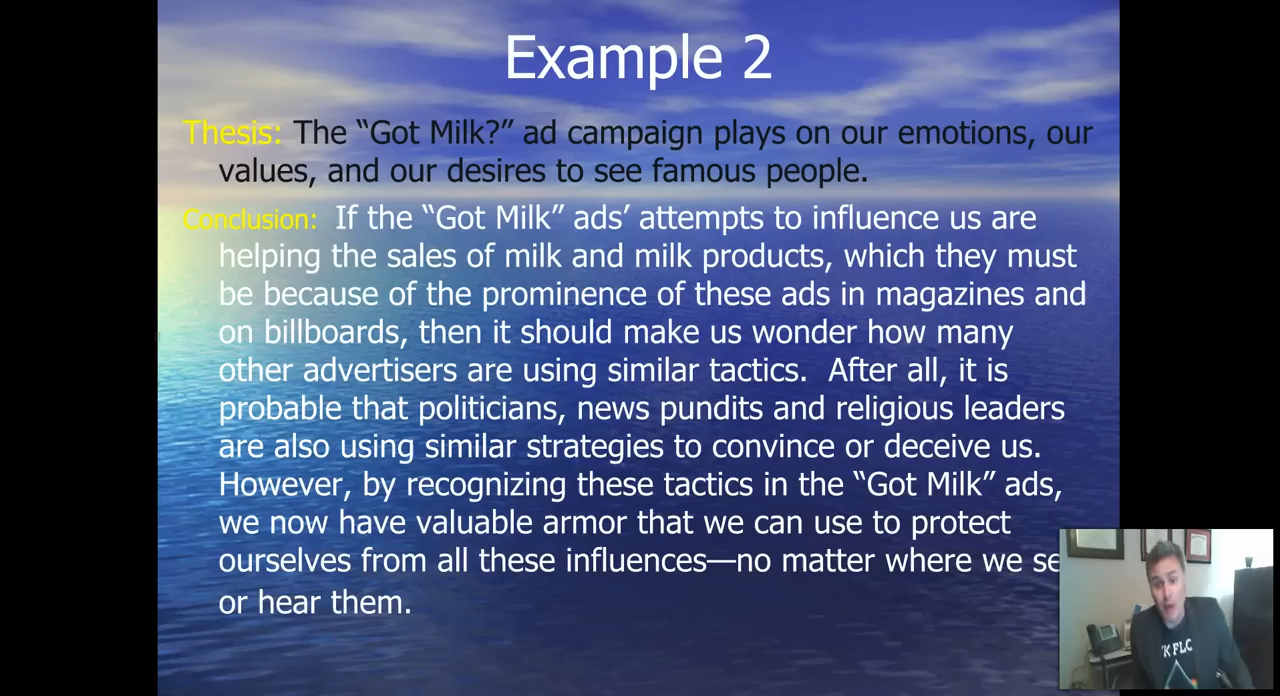 Example 2
Thesis: The “Got Milk?” ad campaign plays on our emotions, our
values, and our desires to see famous people.
Conclusion: If the “Got Milk” ads’ attempts to influence us are
helping the sales of milk and milk products, which they must
be because of the prominence of these ads in magazines and
on billboards, then it should make us wonder how many
other advertisers are using similar tactics. After all, it is
probable that politicians, news pundits and religious leaders
are also using similar strategies to convince or deceive us.
However, by recognizing these tactics in the “Got Milk” ads,
we now have valuable armor that we can use to protect
ourselves from all these influences—no matter where we se
or hear them.